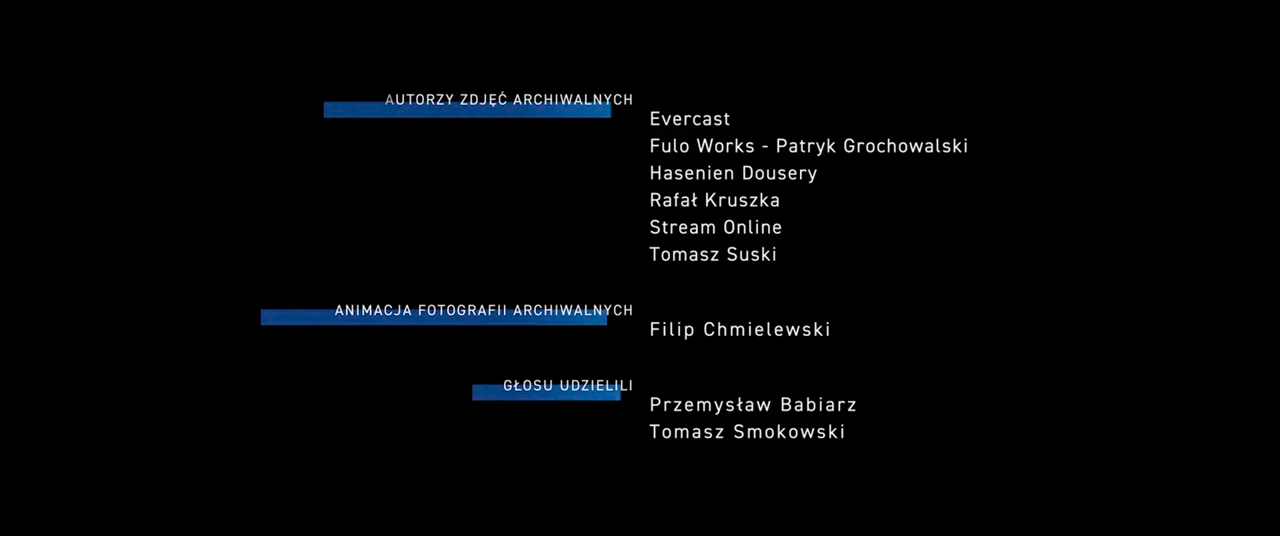 AUTORZY ZDJĘĆ ARCHIWALNYCH
Evercast
Fulo Works - Patryk Grochowalski
Hasenien Dousery
Rafał Kruszka
Stream Online
Tomasz Suski
ANIMACJA FOTOGRAFII ARCHIWALNYCH
Filip Chmielewski
GŁOSU UDZIELILI
Przemysław Babiarz
Tomasz Smokowski